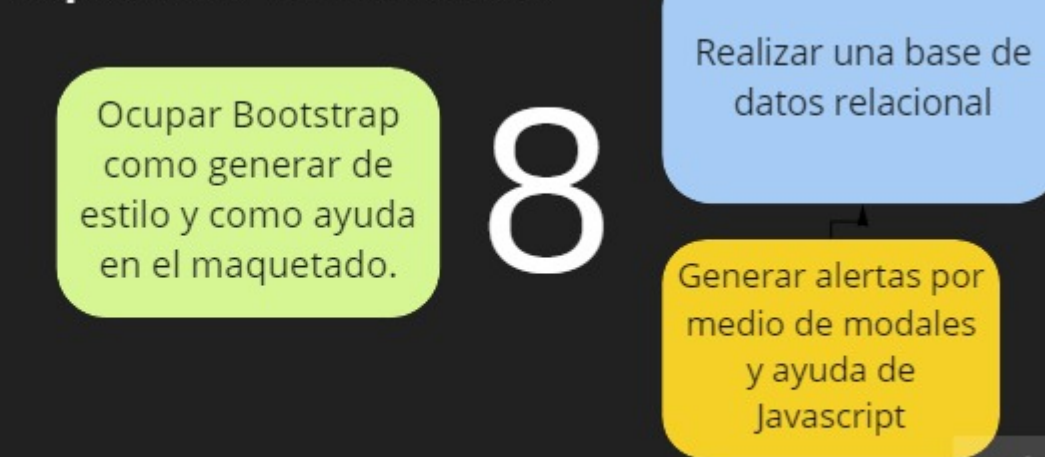 Ocupar Bootstrap
como generar de
estilo y como ayuda
en el maquetado.
8
Realizar una base de
datos relacional
Generar alertas por
medio de modales
y ayuda de
Javascript